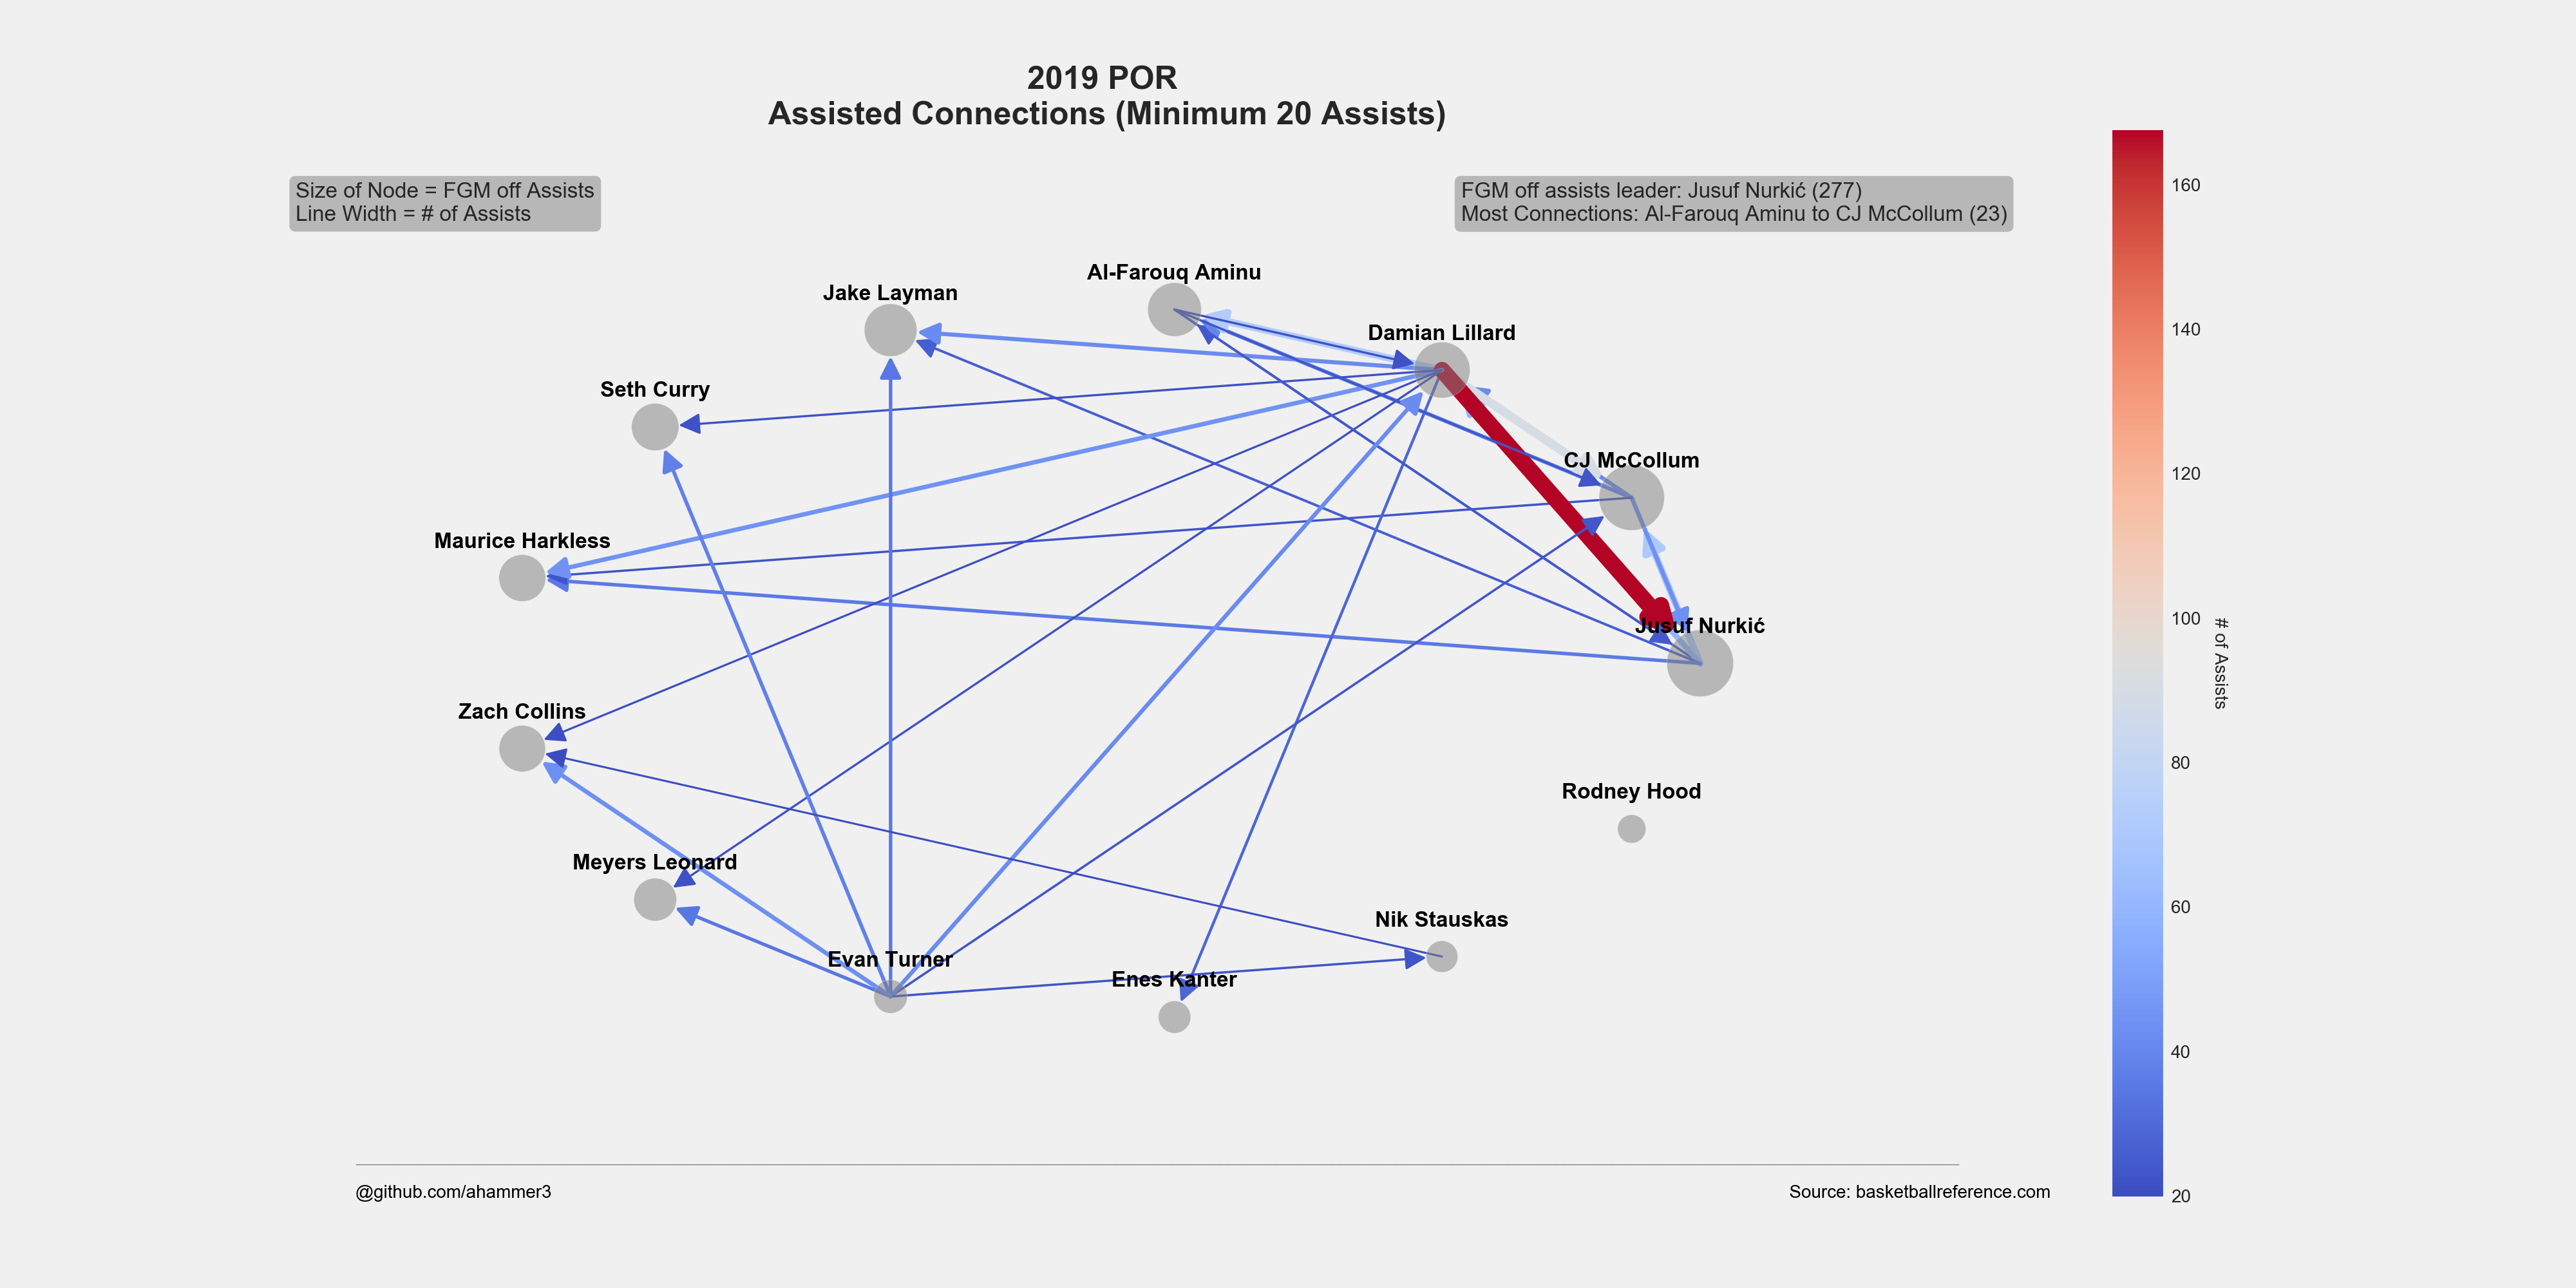 2019 POR
Assisted Connections (Minimum 20 Assists)
Size of Node = FGM off Assists
Line Width = # of Assists
FGM off assists leader: Jusuf Nurkić (277)
Most Connections: Al-Farouq Aminu to CJ McCollum (23)
Al-Farouq Aminu
Jake Layman
Damian Lillard
Seth Curry
CJ McCollum
Maurice Harkless
Jusuf Nurkić
Zach Collins
Rodney Hood
Meyers Leonard
Nik Stauskas
Evan Turner
Enes Kanter
160
140
120
100
80
60
40
20
# of Assists
@github.com/ahammer3
Source: basketballreference.com